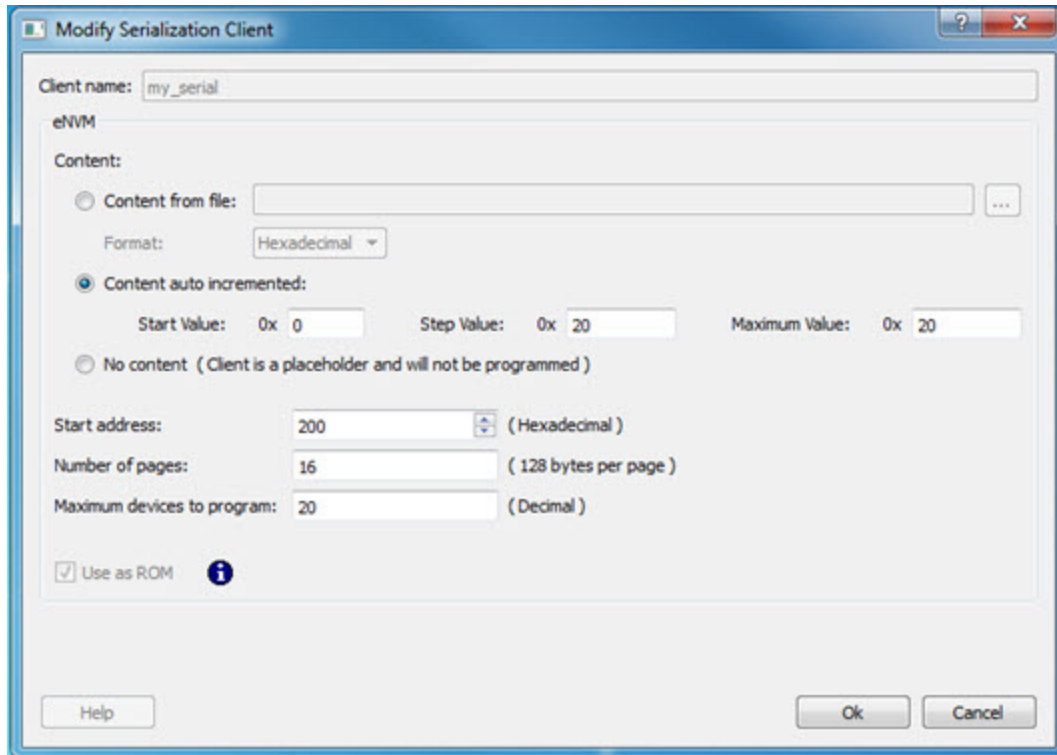 Modify Serialization Client
?
Client name: my_serial
eNVM
Content:
Content from file: ...
Format: Hexadecimal
Content auto incremented:
Start Value: 0x 0 Step Value: 0x 20 Maximum Value: 0x 20
No content ( Client is a placeholder and will not be programmed )
Start address: 200 ( Hexadecimal )
Number of pages: 16 ( 128 bytes per page )
Maximum devices to program: 20 ( Decimal )
Use as ROM i
Help Ok Cancel